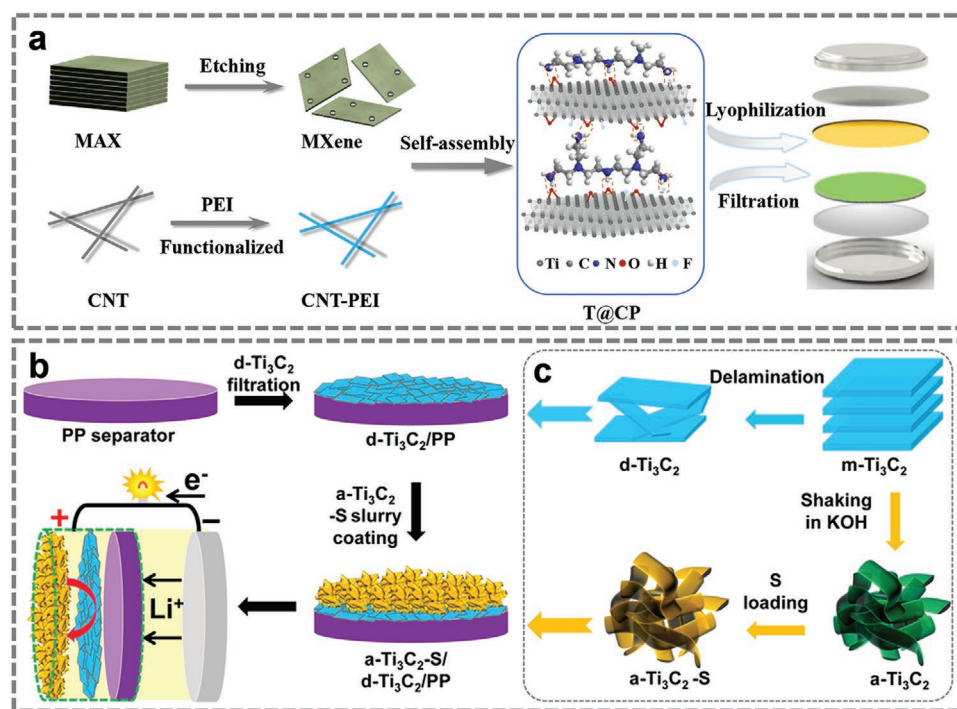 a
Etching
MAX
MXene
Self-assembly
PEI
Functionalized
CNT
CNT-PEI
Ti C N O H F
T@CP
Lyophilization
Filtration
b
PP separator
d-Ti₃C₂
filtration
d-Ti₃C₂/PP
a-Ti₃C₂
-S slurry
coating
a-Ti₃C₂-S/
d-Ti₃C₂/PP
e⁻
+
−
Li⁺
c
Delamination
d-Ti₃C₂
m-Ti₃C₂
Shaking
in KOH
S
loading
a-Ti₃C₂ -S
a-Ti₃C₂